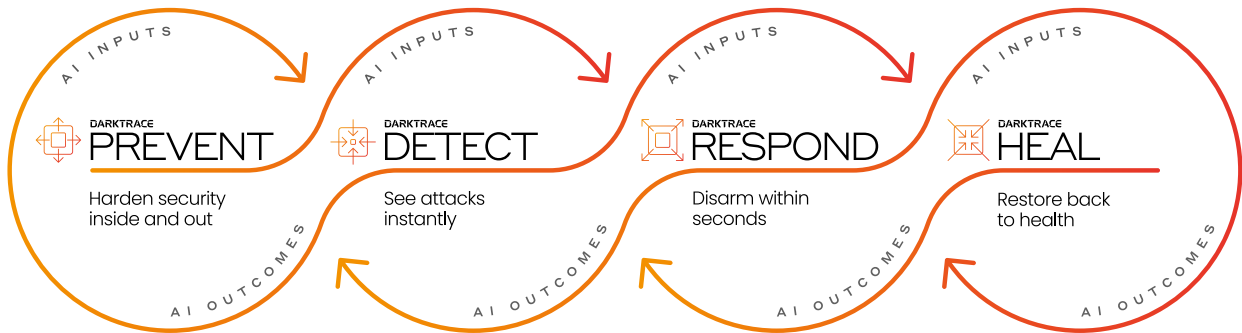 AI INPUTS
DARKTRACE
PREVENT
Harden security
inside and out
AI OUTCOMES
AI INPUTS
DARKTRACE
DETECT
See attacks
instantly
AI OUTCOMES
AI INPUTS
DARKTRACE
RESPOND
Disarm within
seconds
AI OUTCOMES
AI INPUTS
DARKTRACE
HEAL
Restore back
to health
AI OUTCOMES